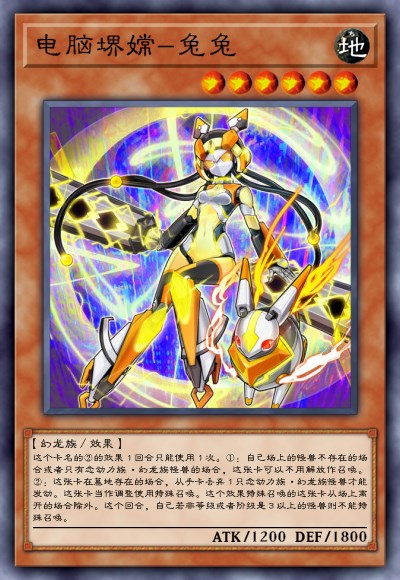 电脑堺嫦-兔兔
地
【幻龙族/效果】
这个卡名的②的效果1回合只能使用1次。①：自己场上的怪兽不存在的场
合或者只有念动力族·幻龙族怪兽的场合，这张卡可以不用解放作召唤。
②：这张卡在墓地存在的场合，从手卡丢弃1只念动力族·幻龙族怪兽才能
发动。这张卡当作调整使用特殊召唤。这个效果特殊召唤的这张卡从场上离
开的场合除外。这个回合，自己若非等级或者阶级是3以上的怪兽则不能特
殊召唤。
ATK/1200 DEF/1800